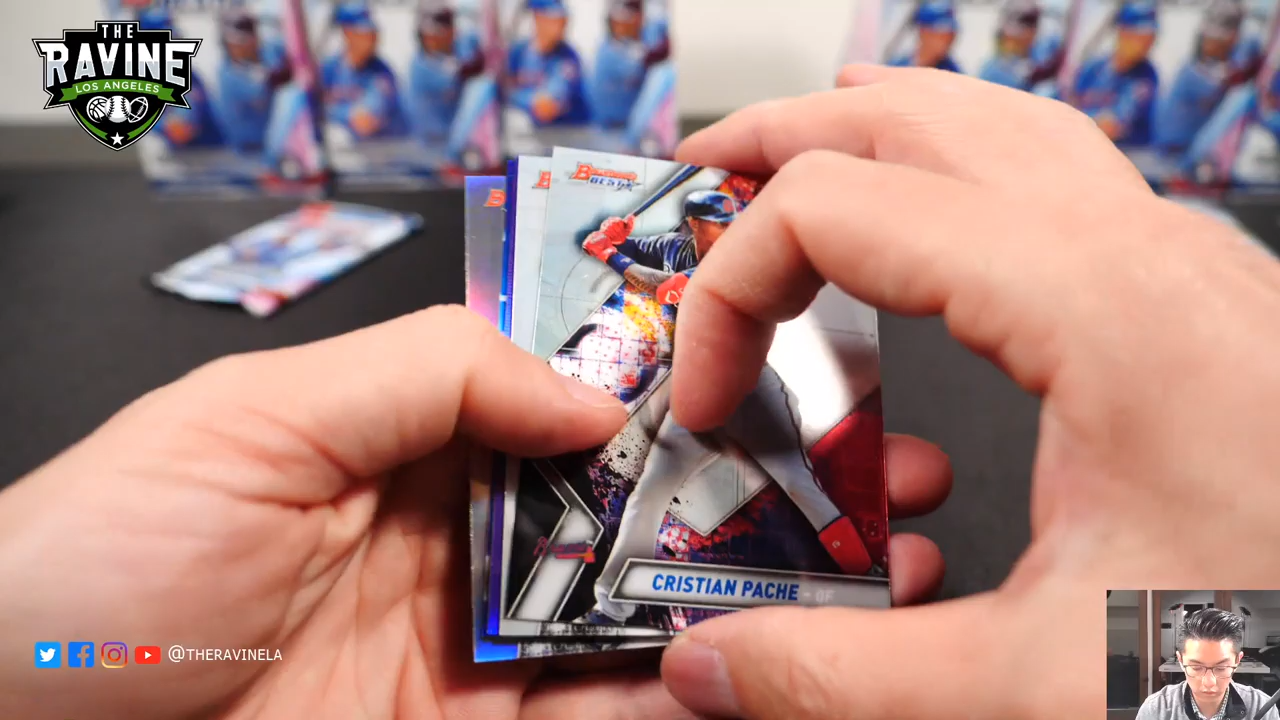 THE
RAVINE
LOS ANGELES
BOWMAN'S
BEST
CRISTIAN PACHE - OF
@THERAVINELA